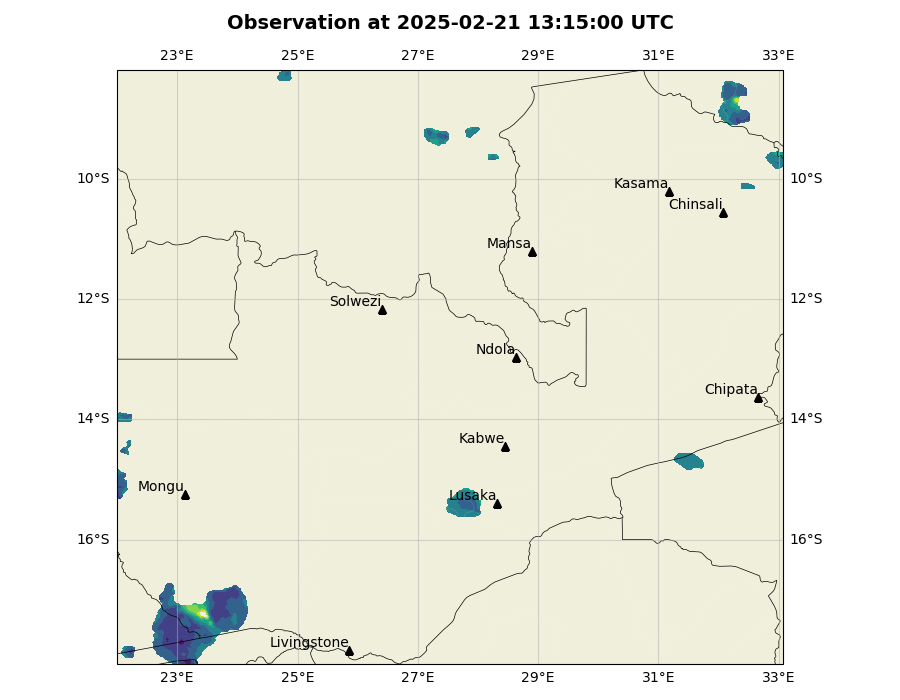 Observation at 2025-02-21 13:15:00 UTC
23°E 25°E 27°E 29°E 31°E 33°E
10°S 10°S
Kasama
Chinsali
Mansa
12°S 12°S
Solwezi
Ndola
Chipata
14°S 14°S
Kabwe
Mongu
Lusaka
16°S 16°S
Livingstone
23°E 25°E 27°E 29°E 31°E 33°E